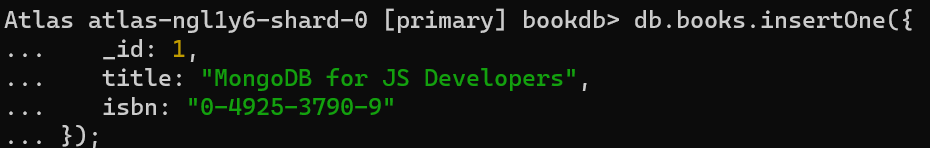 Atlas atlas-ngl1y6-shard-0 [primary] bookdb> db.books.insertOne({
...    _id: 1,
...    title: "MongoDB for JS Developers",
...    isbn: "0-4925-3790-9"
... });